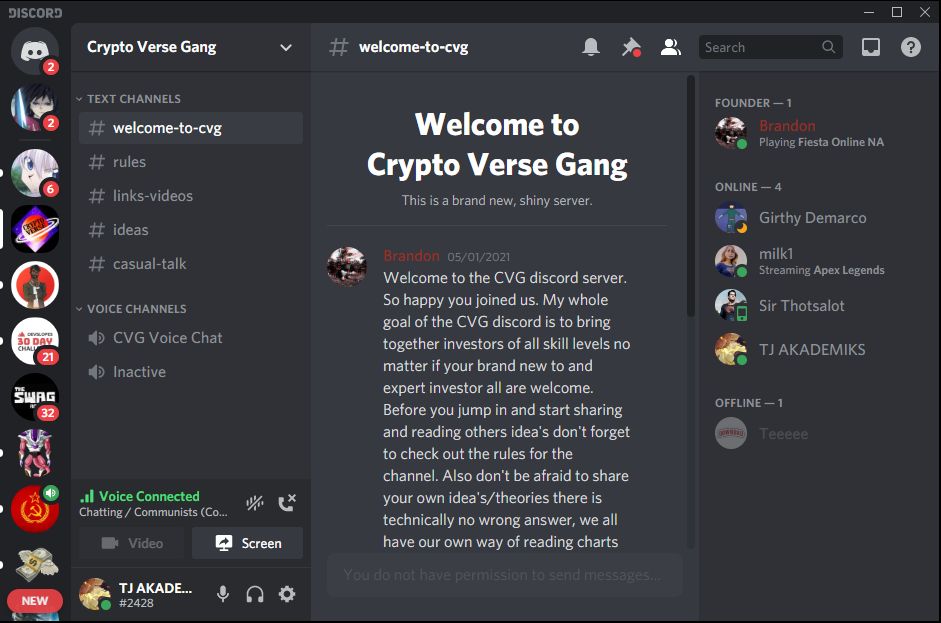 DISCORD
2
2
6
DEVELOPES
30 DAY
21
THE
SWAG
32
NEW
Crypto Verse Gang
TEXT CHANNELS
welcome-to-cvg
rules
links-videos
ideas
casual-talk
VOICE CHANNELS
CVG Voice Chat
Inactive
Voice Connected
Chatting / Communists (Co...
Video
Screen
TJ AKADE...
#2428
welcome-to-cvg
Search
Welcome to
Crypto Verse Gang
This is a brand new, shiny server.
Brandon 05/01/2021
Welcome to the CVG discord server.
So happy you joined us. My whole
goal of the CVG discord is to bring
together investors of all skill levels no
matter if your brand new to and
expert investor all are welcome.
Before you jump in and start sharing
and reading others idea's don't forget
to check out the rules for the
channel. Also don't be afraid to share
your own idea's/theories there is
technically no wrong answer, we all
have our own way of reading charts
You do not have permission to send messages...
FOUNDER — 1
Brandon
Playing Fiesta Online NA
ONLINE — 4
Girthy Demarco
milk1
Streaming Apex Legends
Sir Thotsalot
TJ AKADEMIKS
OFFLINE — 1
Teeeee